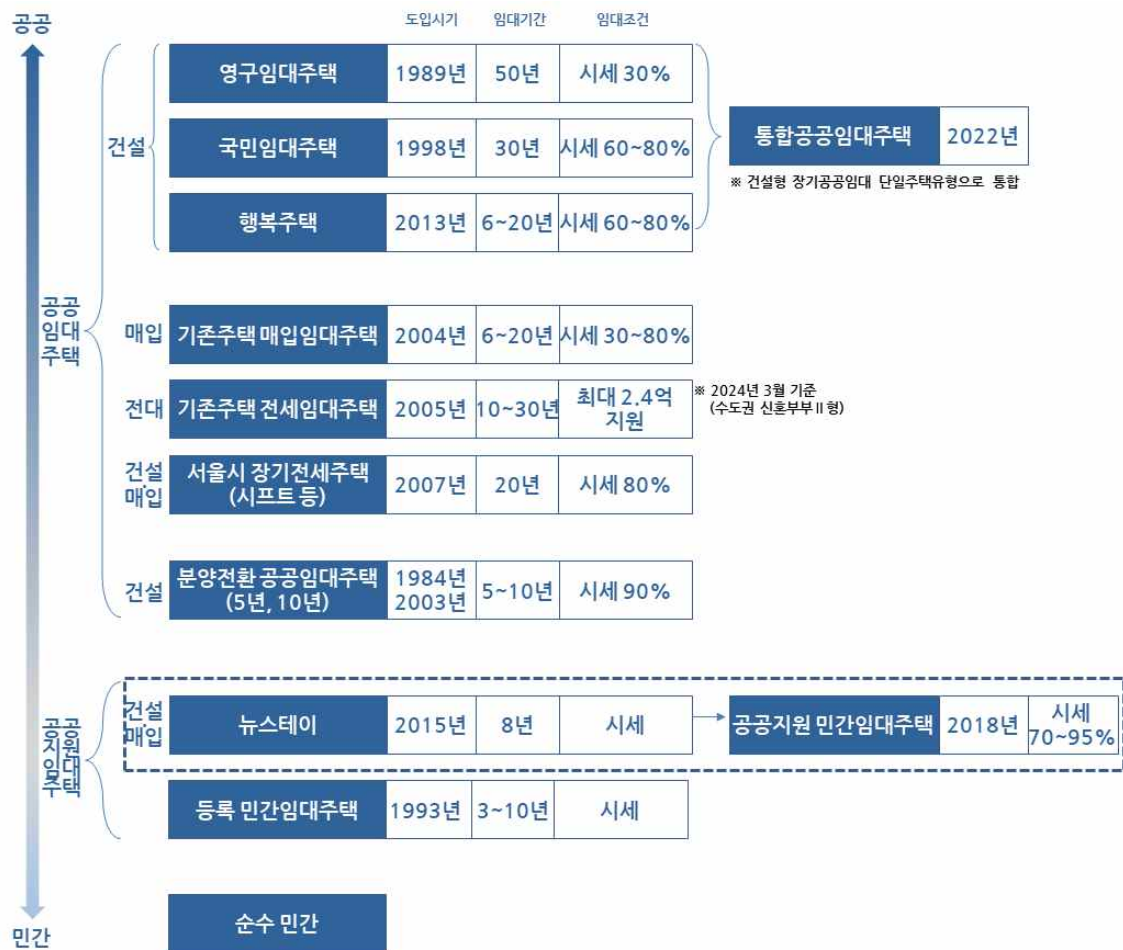 공공
도입시기 임대기간 임대조건
건설
영구임대주택 1989년 50년 시세 30%
국민임대주택 1998년 30년 시세 60~80%
행복주택 2013년 6~20년 시세 60~80%
통합공공임대주택 2022년
※ 건설형 장기공공임대 단일주택유형으로 통합
공공
임대
주택
매입 기존주택 매입임대주택 2004년 6~20년 시세 30~80%
전대 기존주택 전세임대주택 2005년 10~30년 최대 2.4억
지원
※ 2024년 3월 기준
(수도권 신혼부부Ⅱ형)
건설·
매입
서울시 장기전세주택
(시프트 등)
2007년 20년 시세 80%
건설
분양전환 공공임대주택
(5년, 10년)
1984년
2003년
5~10년 시세 90%
공공
지원
임대
주택
건설·
매입
뉴스테이 2015년 8년 시세
공공지원 민간임대주택 2018년 시세
70~95%
등록 민간임대주택 1993년 3~10년 시세
순수 민간
민간